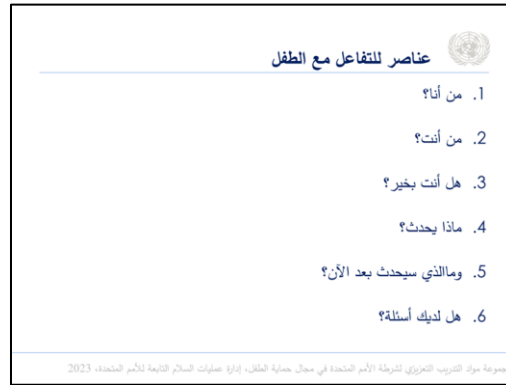 عناصر للتفاعل مع الطفل
1. من أنا؟
2. من أنت؟
3. هل أنت بخير؟
4. ماذا يحدث؟
5. وماالذي سيحدث بعد الآن؟
6. هل لديك أسئلة؟
جموعة مواد التدريب التعزيزي لشرطة الأمم المتحدة في مجال حماية الطفل، إدارة عمليات السلام التابعة للأمم المتحدة، 2023